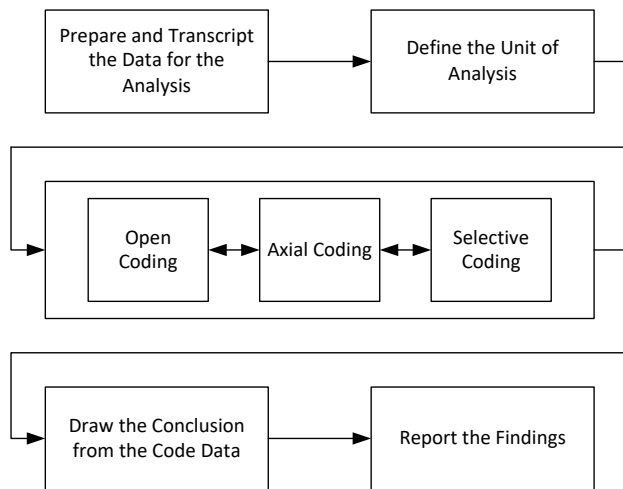 Prepare and Transcript
the Data for the
Analysis
Define the Unit of
Analysis
Open
Coding
Axial Coding
Selective
Coding
Draw the Conclusion
from the Code Data
Report the Findings